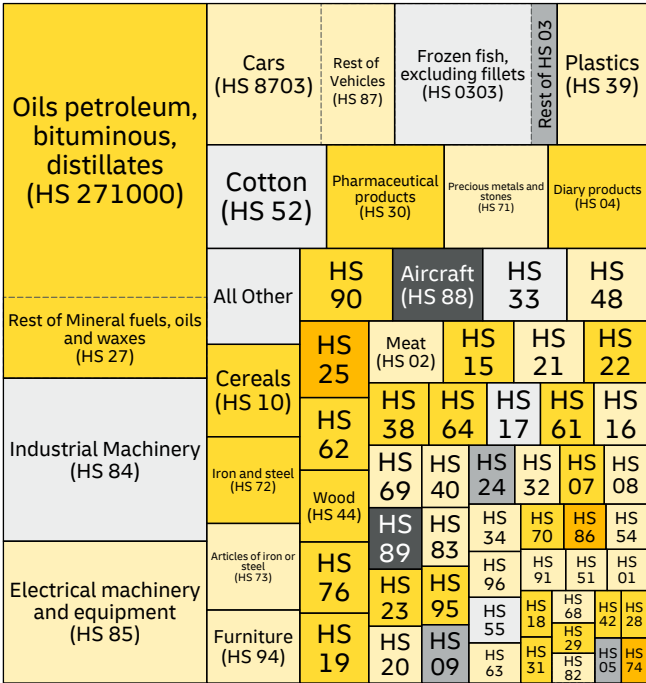 Oils petroleum,
bituminous,
distillates
(HS 271000)
Rest of Mineral fuels, oils
and waxes
(HS 27)
Industrial Machinery
(HS 84)
Electrical machinery
and equipment
(HS 85)
Cars
(HS 8703)
Rest of
Vehicles
(HS 87)
Frozen fish,
excluding fillets
(HS 0303)
Rest of HS 03
Plastics
(HS 39)
Cotton
(HS 52)
Pharmaceutical
products
(HS 30)
Precious metals and
stones
(HS 71)
Diary products
(HS 04)
All Other
Cereals
(HS 10)
Iron and steel
(HS 72)
Articles of iron or
steel
(HS 73)
Furniture
(HS 94)
HS
90
Aircraft
(HS 88)
HS
33
HS
48
HS
25
Meat
(HS 02)
HS
15
HS
21
HS
22
HS
62
HS
38
HS
64
HS
17
HS
61
HS
16
Wood
(HS 44)
HS
69
HS
40
HS
24
HS
32
HS
07
HS
08
HS
76
HS
89
HS
83
HS
34
HS
70
HS
86
HS
54
HS
96
HS
91
HS
51
HS
01
HS
19
HS
23
HS
95
HS
55
HS
18
HS
68
HS
42
HS
28
HS
29
HS
20
HS
09
HS
63
HS
31
HS
82
HS
05
HS
74